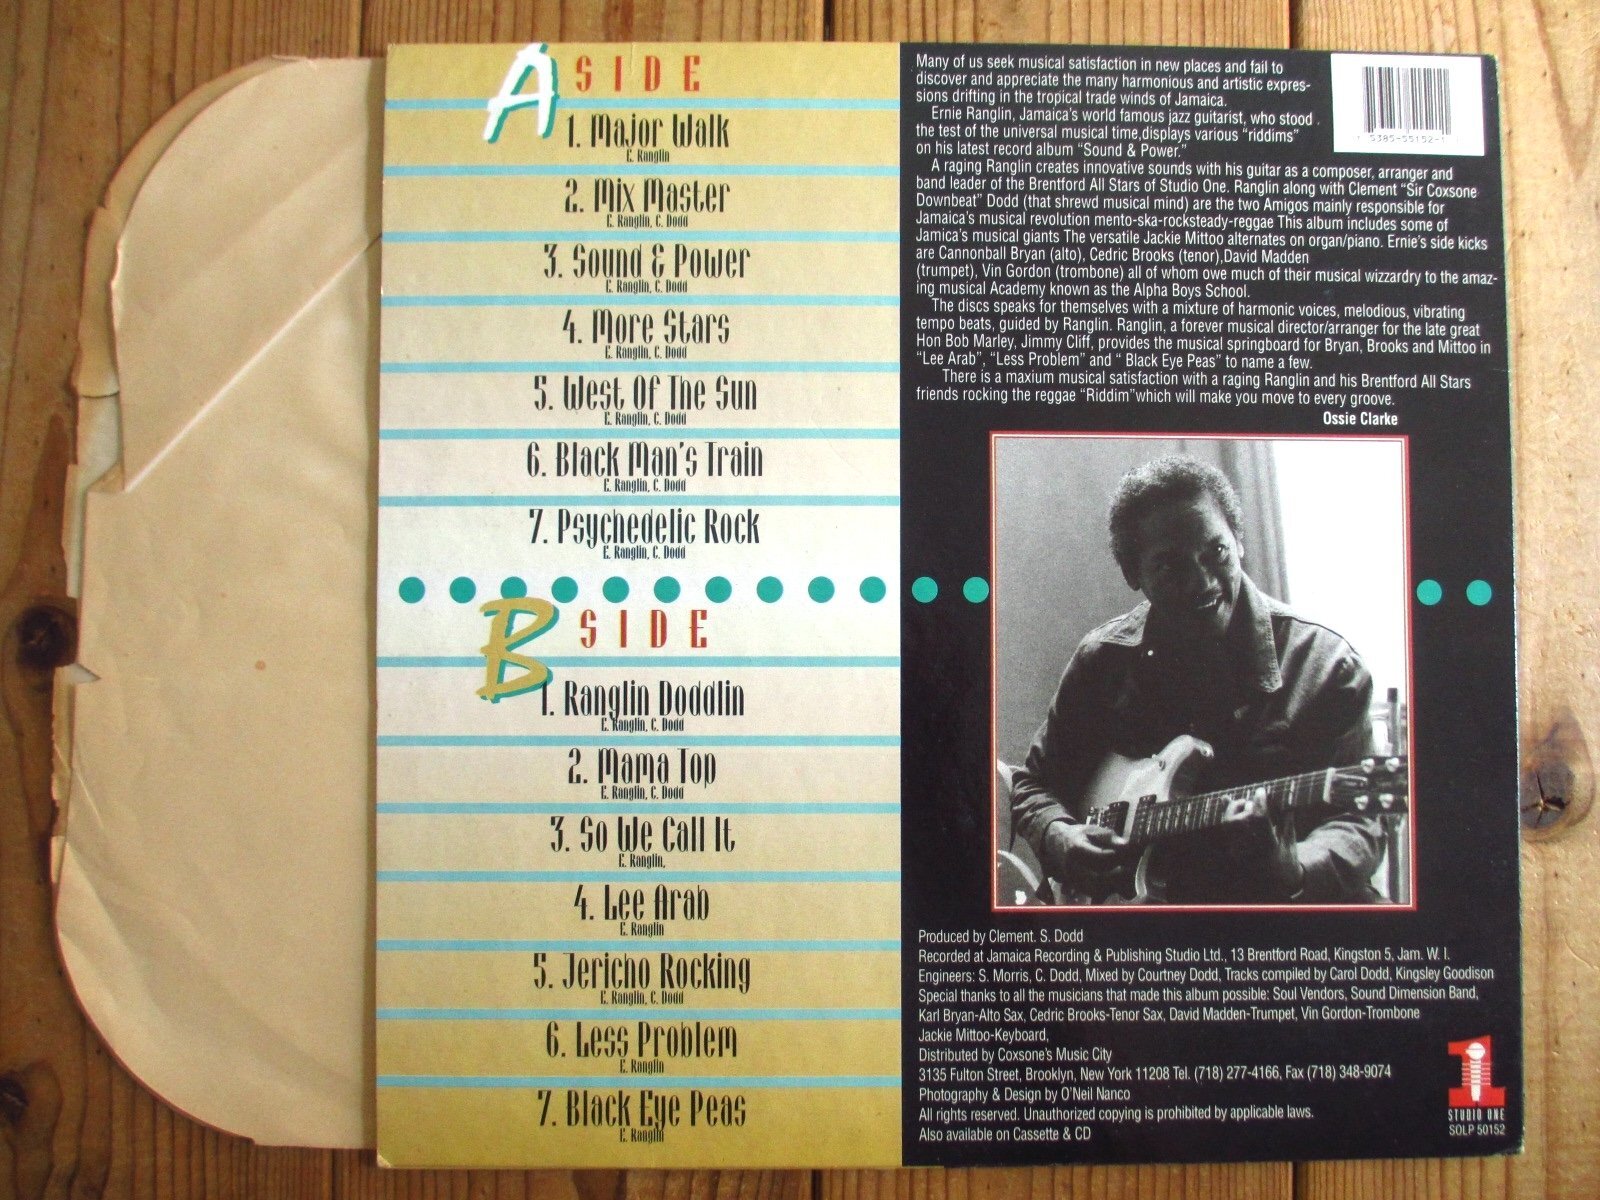 A SIDE
1. Major Walk
E. Ranglin
2. Mix Master
E. Ranglin, C. Dodd
3. Sound & Power
E. Ranglin, C. Dodd
4. More Stars
E. Ranglin, C. Dodd
5. West Of The Sun
E. Ranglin, C. Dodd
6. Black Man's Train
E. Ranglin, C. Dodd
7. Psychedelic Rock
E. Ranglin, C. Dodd
B SIDE
1. Ranglin Doddlin
E. Ranglin, C. Dodd
2. Mama Top
E. Ranglin, C. Dodd
3. So We Call It
E. Ranglin,
4. Lee Arab
E. Ranglin
5. Jericho Rocking
E. Ranglin, C. Dodd
6. Less Problem
E. Ranglin
7. Black Eye Peas
E. Ranglin
Many of us seek musical satisfaction in new places and fail to
discover and appreciate the many harmonious and artistic expres-
sions drifting in the tropical trade winds of Jamaica.
Ernie Ranglin, Jamaica's world famous jazz guitarist, who stood .
the test of the universal musical time,displays various "riddims"
on his latest record album "Sound & Power."
A raging Ranglin creates innovative sounds with his guitar as a composer, arranger and
band leader of the Brentford All Stars of Studio One. Ranglin along with Clement "Sir Coxsone
Downbeat" Dodd (that shrewd musical mind) are the two Amigos mainly responsible for
Jamaica's musical revolution mento-ska-rocksteady-reggae This album includes some of
Jamica's musical giants The versatile Jackie Mittoo alternates on organ/piano. Ernie's side kicks
are Cannonball Bryan (alto), Cedric Brooks (tenor),David Madden
(trumpet), Vin Gordon (trombone) all of whom owe much of their musical wizzardry to the amaz-
ing musical Academy known as the Alpha Boys School.
The discs speaks for themselves with a mixture of harmonic voices, melodious, vibrating
tempo beats, guided by Ranglin. Ranglin, a forever musical director/arranger for the late great
Hon Bob Marley, Jimmy Cliff, provides the musical springboard for Bryan, Brooks and Mittoo in
"Lee Arab", "Less Problem" and " Black Eye Peas" to name a few.
There is a maxium musical satisfaction with a raging Ranglin and his Brentford All Stars
friends rocking the reggae "Riddim"which will make you move to every groove.
Ossie Clarke
5385-55152-1
Produced by Clement. S. Dodd
Recorded at Jamaica Recording & Publishing Studio Ltd., 13 Brentford Road, Kingston 5, Jam. W. I.
Engineers: S. Morris, C. Dodd, Mixed by Courtney Dodd, Tracks compiled by Carol Dodd, Kingsley Goodison
Special thanks to all the musicians that made this album possible: Soul Vendors, Sound Dimension Band,
Karl Bryan-Alto Sax, Cedric Brooks-Tenor Sax, David Madden-Trumpet, Vin Gordon-Trombone
Jackie Mittoo-Keyboard,
Distributed by Coxsone's Music City
3135 Fulton Street, Brooklyn, New York 11208 Tel. (718) 277-4166, Fax (718) 348-9074
Photography & Design by O'Neil Nanco
All rights reserved. Unauthorized copying is prohibited by applicable laws.
Also available on Cassette & CD
1
STUDIO ONE
SOLP 50152